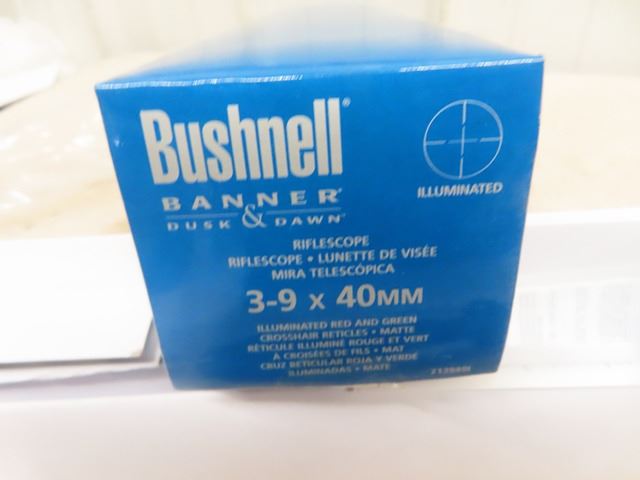 Bushnell®
ILLUMINATED
BANNER®
DUSK & DAWN™
RIFLESCOPE
RIFLESCOPE • LUNETTE DE VISÉE
MIRA TELESCÓPICA
3-9 x 40MM
ILLUMINATED RED AND GREEN
CROSSHAIR RETICLES • MATTE
RÉTICULE ILLUMINÉ ROUGE ET VERT
À CROISÉES DE FILS • MAT
CRUZ RETICULAR ROJA Y VERDE
ILUMINADAS • MATE